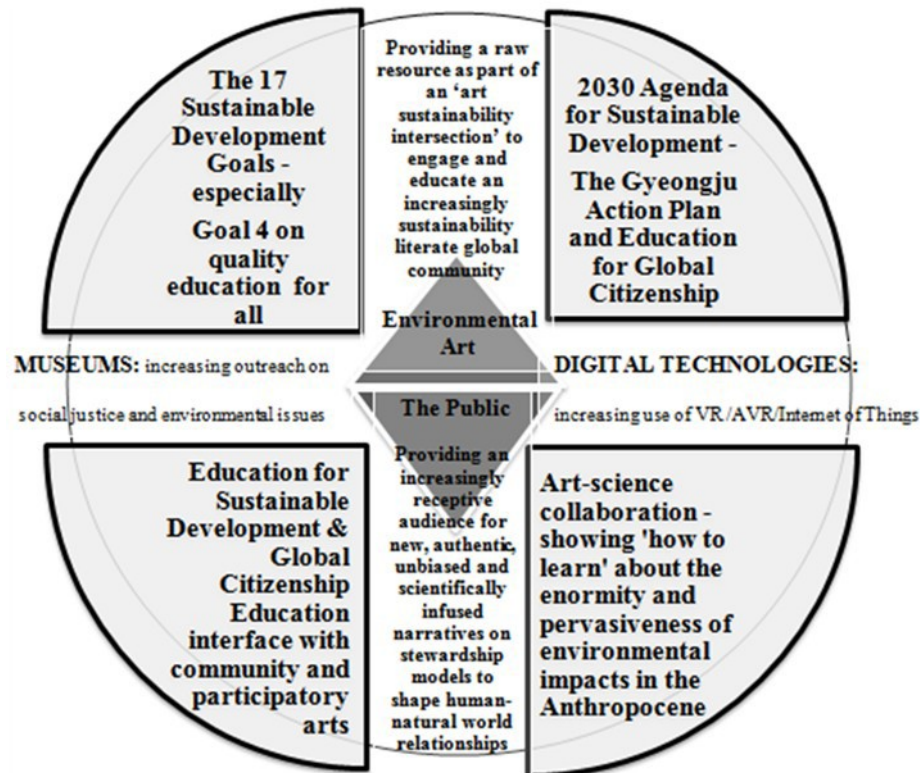 The 17
Sustainable
Development
Goals -
especially
Goal 4 on
quality
education for
all
Providing a raw
resource as part of
an ‘art
sustainability
intersection’ to
engage and
educate an
increasingly
sustainability
literate global
community
2030 Agenda
for Sustainable
Development -
The Gyeongju
Action Plan
and Education
for Global
Citizenship
Environmental
Art
MUSEUMS: increasing outreach on
social justice and environmental issues
DIGITAL TECHNOLOGIES:
increasing use of VR /AVR/Internet of Things
The Public
Education for
Sustainable
Development &
Global
Citizenship
Education
interface with
community and
participatory
arts
Providing an
increasingly
receptive
audience for
new, authentic,
unbiased and
scientifically
infused
narratives on
stewardship
models to
shape human-
natural world
relationships
Art-science
collaboration -
showing 'how to
learn' about the
enormity and
pervasiveness of
environmental
impacts in the
Anthropocene